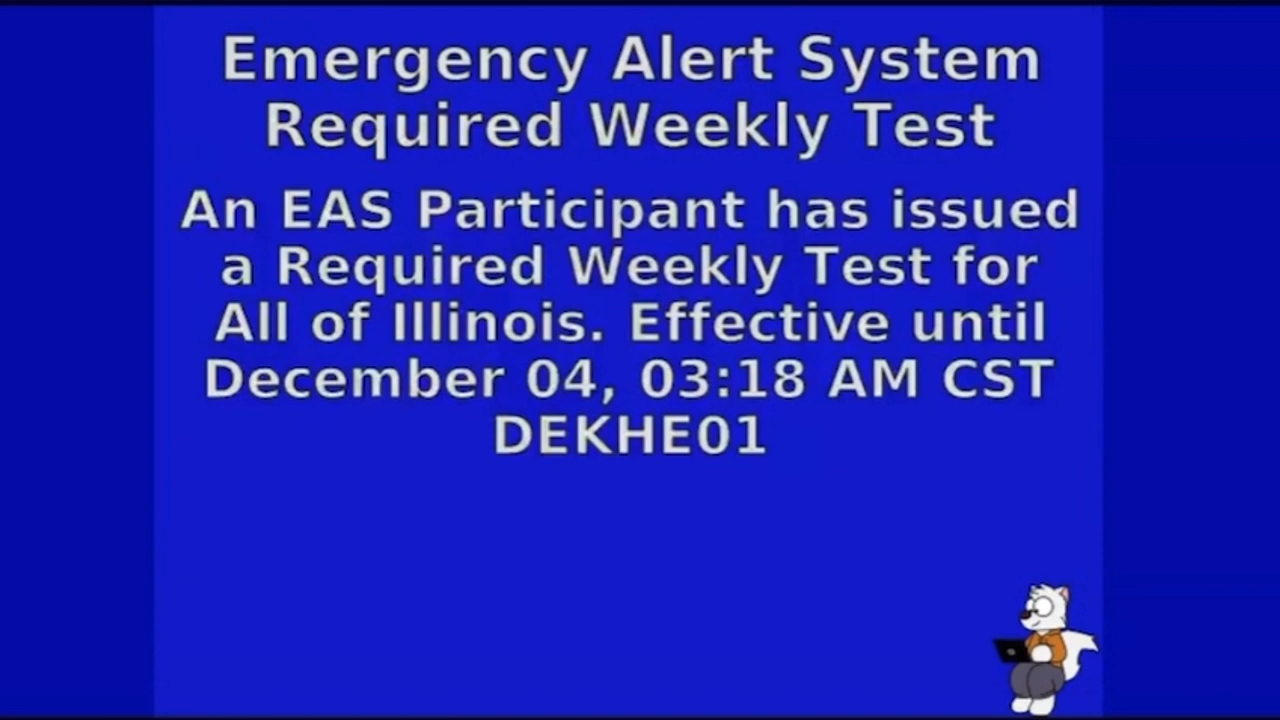 Emergency Alert System
Required Weekly Test
An EAS Participant has issued
a Required Weekly Test for
All of Illinois. Effective until
December 04, 03:18 AM CST
DEKHE01